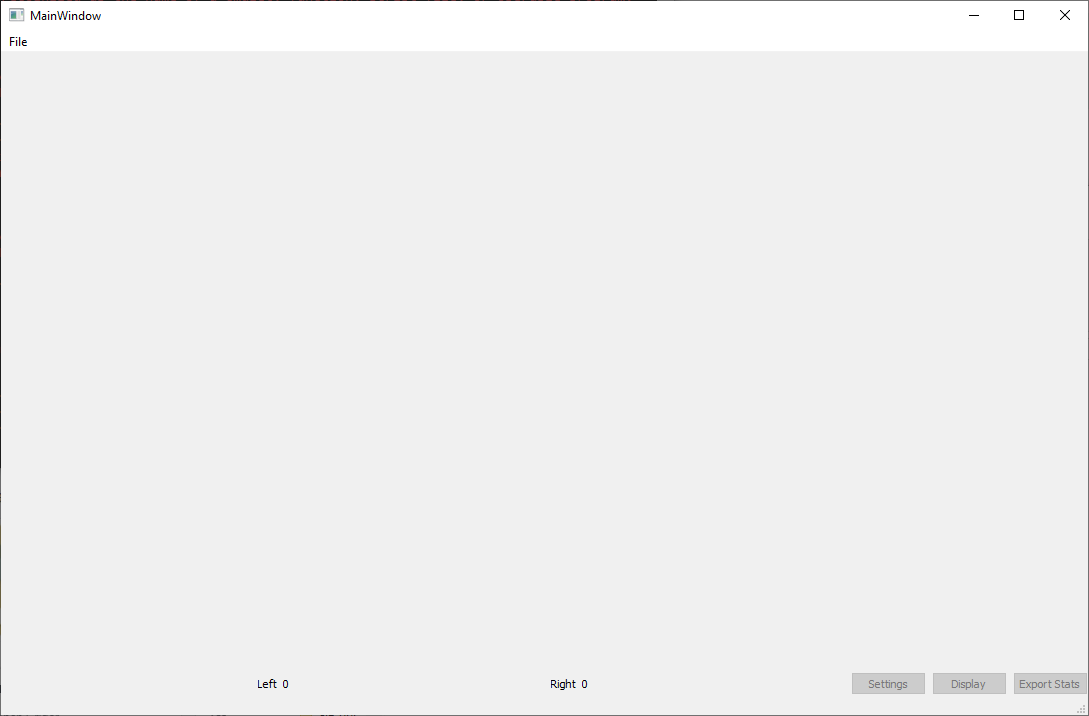 MainWindow
File
Left 0 Right 0 Settings Display Export Stats